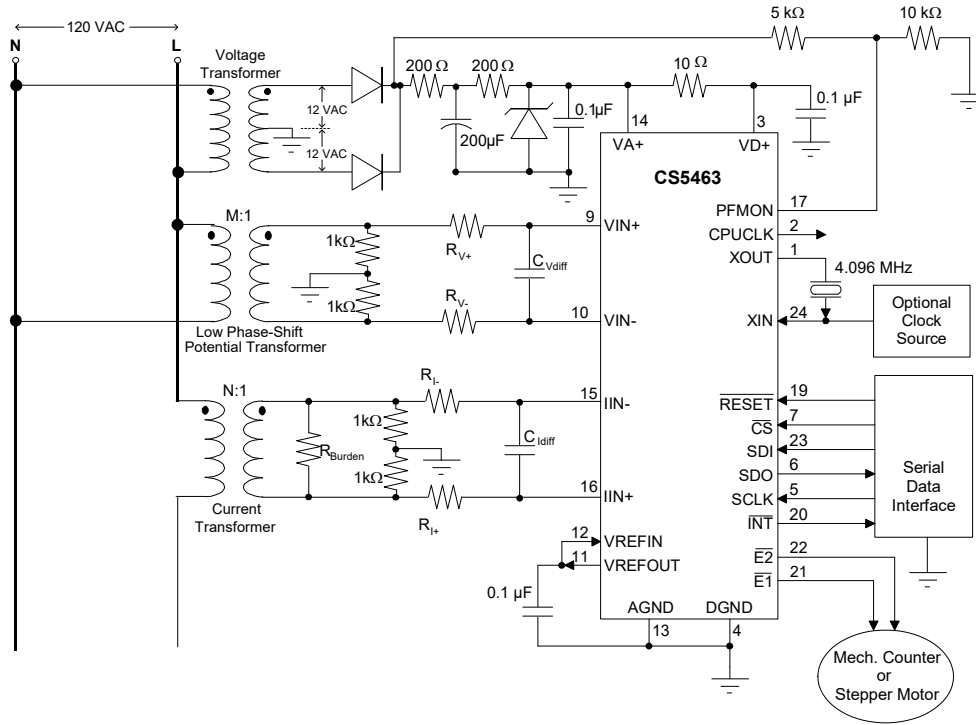 120 VAC
N
L
Voltage
Transformer
12 VAC
12 VAC
200 Ω
200 Ω
200µF
0.1µF
10 Ω
5 kΩ
10 kΩ
0.1 µF
14
VA+
3
VD+
CS5463
M:1
1kΩ
1kΩ
Low Phase-Shift
Potential Transformer
RV+
RV-
CVdiff
9
VIN+
10
VIN-
PFMON
17
CPUCLK
2
XOUT
1
4.096 MHz
XIN
24
Optional
Clock
Source
N:1
Current
Transformer
RBurden
1kΩ
1kΩ
RI-
RI+
CIdiff
15
IIN-
16
IIN+
RESET
19
CS
7
SDI
23
SDO
6
SCLK
5
INT
20
Serial
Data
Interface
12
VREFIN
11
VREFOUT
0.1 µF
E2
22
E1
21
AGND
13
DGND
4
Mech. Counter
or
Stepper Motor